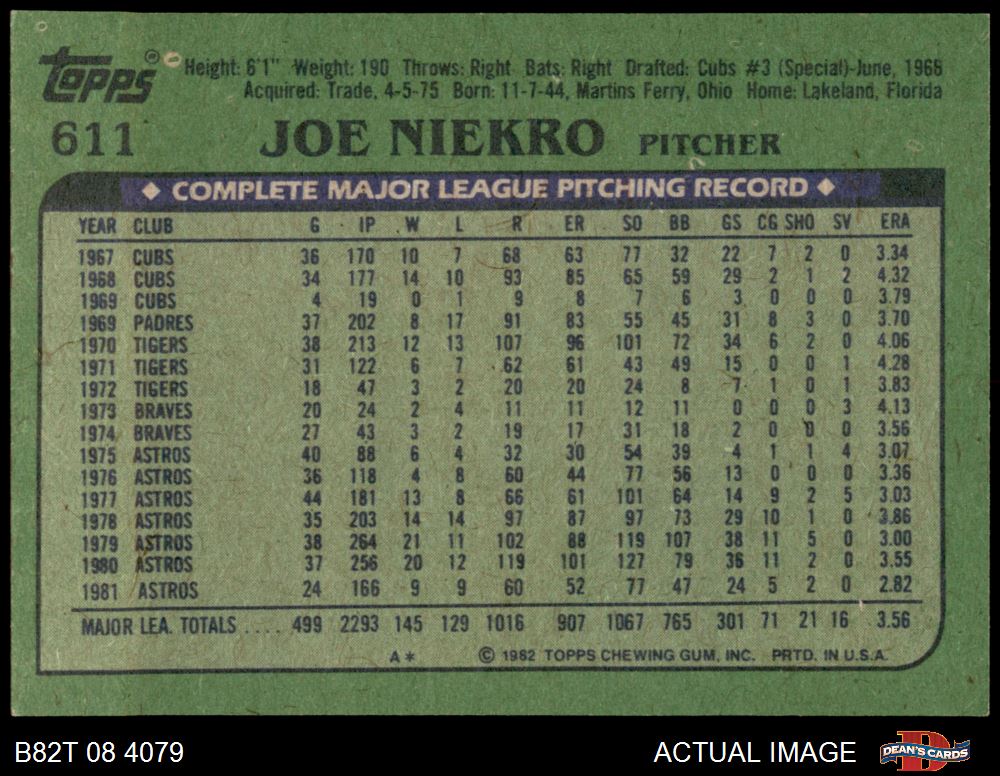 Topps® Height: 6'1" Weight: 190 Throws: Right Bats: Right Drafted: Cubs #3 (Special)-June, 1966
Acquired: Trade, 4-5-75 Born: 11-7-44, Martins Ferry, Ohio Home: Lakeland, Florida
611 JOE NIEKRO PITCHER
◆ COMPLETE MAJOR LEAGUE PITCHING RECORD ◆
YEAR CLUB G IP W L R ER SO BB GS CG SHO SV ERA
1967 CUBS 36 170 10 7 68 63 77 32 22 7 2 0 3.34
1968 CUBS 34 177 14 10 93 85 65 59 29 2 1 2 4.32
1969 CUBS 4 19 0 1 9 8 7 6 3 0 0 0 3.79
1969 PADRES 37 202 8 17 91 83 55 45 31 8 3 0 3.70
1970 TIGERS 38 213 12 13 107 96 101 72 34 6 2 0 4.06
1971 TIGERS 31 122 6 7 62 61 43 49 15 0 0 1 4.28
1972 TIGERS 18 47 3 2 20 20 24 8 7 1 0 1 3.83
1973 BRAVES 20 24 2 4 11 11 12 11 0 0 0 3 4.13
1974 BRAVES 27 43 3 2 19 17 31 18 2 0 0 0 3.56
1975 ASTROS 40 88 6 4 32 30 54 39 4 1 1 4 3.07
1976 ASTROS 36 118 4 8 60 44 77 56 13 0 0 0 3.36
1977 ASTROS 44 181 13 8 66 61 101 64 14 9 2 5 3.03
1978 ASTROS 35 203 14 14 97 87 97 73 29 10 1 0 3.86
1979 ASTROS 38 264 21 11 102 88 119 107 38 11 5 0 3.00
1980 ASTROS 37 256 20 12 119 101 127 79 36 11 2 0 3.55
1981 ASTROS 24 166 9 9 60 52 77 47 24 5 2 0 2.82
MAJOR LEA. TOTALS .... 499 2293 145 129 1016 907 1067 765 301 71 21 16 3.56
A* © 1982 TOPPS CHEWING GUM, INC. PRTD. IN U.S.A.
B82T 08 4079 ACTUAL IMAGE DEAN'S CARDS